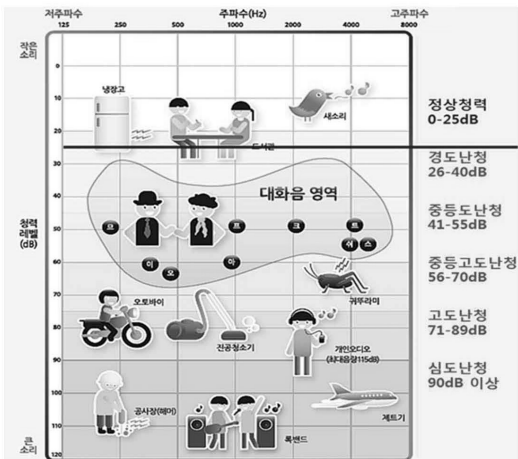 저주파수 주파수(Hz) 고주파수
125 250 500 1000 2000 4000 8000
작은
소리
0
10
20
30
40
50
60
70
80
90
100
110
120
청력
레벨
(dB)
큰
소리
냉장고
도서관
새소리
대화음 영역
므 프 크 트
쉬 스
이 오 아
귀뚜라미
오토바이
진공청소기
개인오디오
(최대음량115dB)
공사장(해머)
록밴드
제트기
정상청력
0-25dB
경도난청
26-40dB
중등도난청
41-55dB
중등고도난청
56-70dB
고도난청
71-89dB
심도난청
90dB 이상